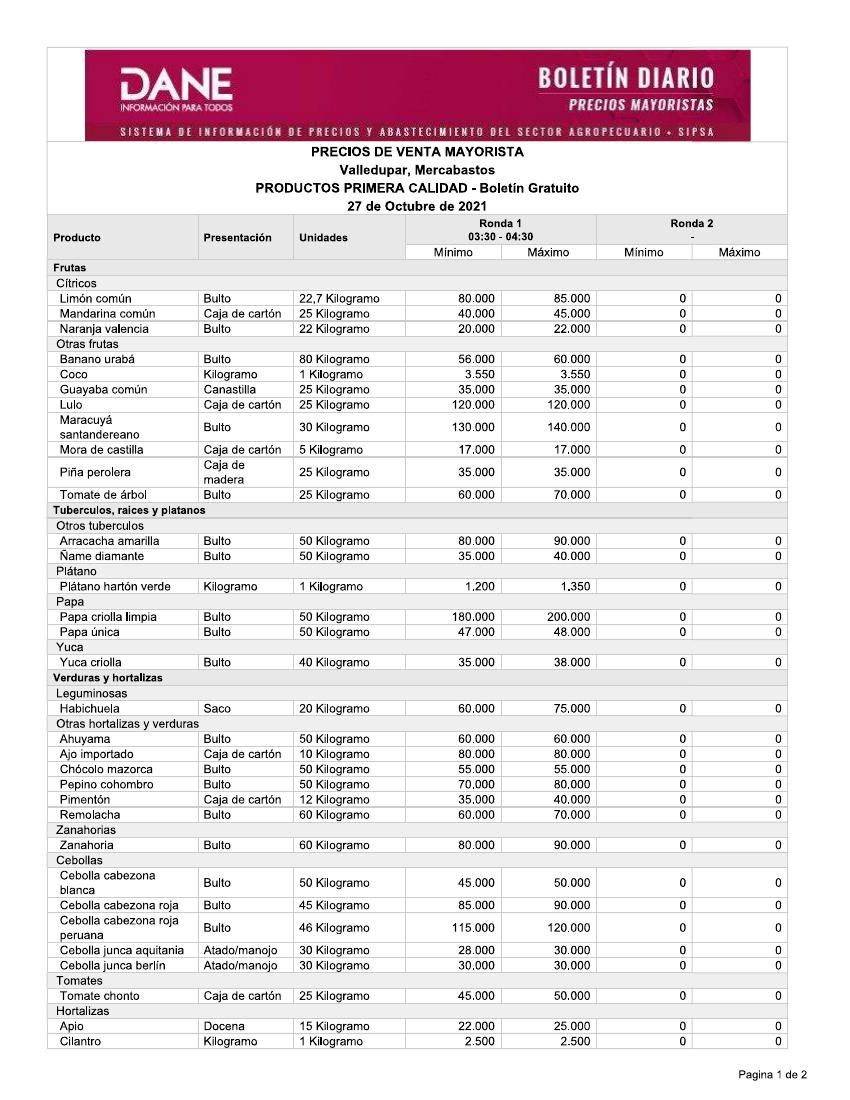 DANE
INFORMACIÓN PARA TODOS
BOLETÍN DIARIO
PRECIOS MAYORISTAS
SISTEMA DE INFORMACIÓN DE PRECIOS Y ABASTECIMIENTO DEL SECTOR AGROPECUARIO • SIPSA
PRECIOS DE VENTA MAYORISTA
Valledupar, Mercabastos
PRODUCTOS PRIMERA CALIDAD - Boletín Gratuito
27 de Octubre de 2021
Producto Presentación Unidades Ronda 1 03:30 - 04:30 Ronda 2 -
Mínimo Máximo Mínimo Máximo
Frutas
Cítricos
Limón común Bulto 22,7 Kilogramo 80.000 85.000 0 0
Mandarina común Caja de cartón 25 Kilogramo 40.000 45.000 0 0
Naranja valencia Bulto 22 Kilogramo 20.000 22.000 0 0
Otras frutas
Banano urabá Bulto 80 Kilogramo 56.000 60.000 0 0
Coco Kilogramo 1 Kilogramo 3.550 3.550 0 0
Guayaba común Canastilla 25 Kilogramo 35.000 35.000 0 0
Lulo Caja de cartón 25 Kilogramo 120.000 120.000 0 0
Maracuyá santandereano Bulto 30 Kilogramo 130.000 140.000 0 0
Mora de castilla Caja de cartón 5 Kilogramo 17.000 17.000 0 0
Piña perolera Caja de madera 25 Kilogramo 35.000 35.000 0 0
Tomate de árbol Bulto 25 Kilogramo 60.000 70.000 0 0
Tuberculos, raices y platanos
Otros tuberculos
Arracacha amarilla Bulto 50 Kilogramo 80.000 90.000 0 0
Ñame diamante Bulto 50 Kilogramo 35.000 40.000 0 0
Plátano
Plátano hartón verde Kilogramo 1 Kilogramo 1.200 1.350 0 0
Papa
Papa criolla limpia Bulto 50 Kilogramo 180.000 200.000 0 0
Papa única Bulto 50 Kilogramo 47.000 48.000 0 0
Yuca
Yuca criolla Bulto 40 Kilogramo 35.000 38.000 0 0
Verduras y hortalizas
Leguminosas
Habichuela Saco 20 Kilogramo 60.000 75.000 0 0
Otras hortalizas y verduras
Ahuyama Bulto 50 Kilogramo 60.000 60.000 0 0
Ajo importado Caja de cartón 10 Kilogramo 80.000 80.000 0 0
Chócolo mazorca Bulto 50 Kilogramo 55.000 55.000 0 0
Pepino cohombro Bulto 50 Kilogramo 70.000 80.000 0 0
Pimentón Caja de cartón 12 Kilogramo 35.000 40.000 0 0
Remolacha Bulto 60 Kilogramo 60.000 70.000 0 0
Zanahorias
Zanahoria Bulto 60 Kilogramo 80.000 90.000 0 0
Cebollas
Cebolla cabezona blanca Bulto 50 Kilogramo 45.000 50.000 0 0
Cebolla cabezona roja Bulto 45 Kilogramo 85.000 90.000 0 0
Cebolla cabezona roja peruana Bulto 46 Kilogramo 115.000 120.000 0 0
Cebolla junca aquitania Atado/manojo 30 Kilogramo 28.000 30.000 0 0
Cebolla junca berlín Atado/manojo 30 Kilogramo 30.000 30.000 0 0
Tomates
Tomate chonto Caja de cartón 25 Kilogramo 45.000 50.000 0 0
Hortalizas
Apio Docena 15 Kilogramo 22.000 25.000 0 0
Cilantro Kilogramo 1 Kilogramo 2.500 2.500 0 0
Pagina 1 de 2